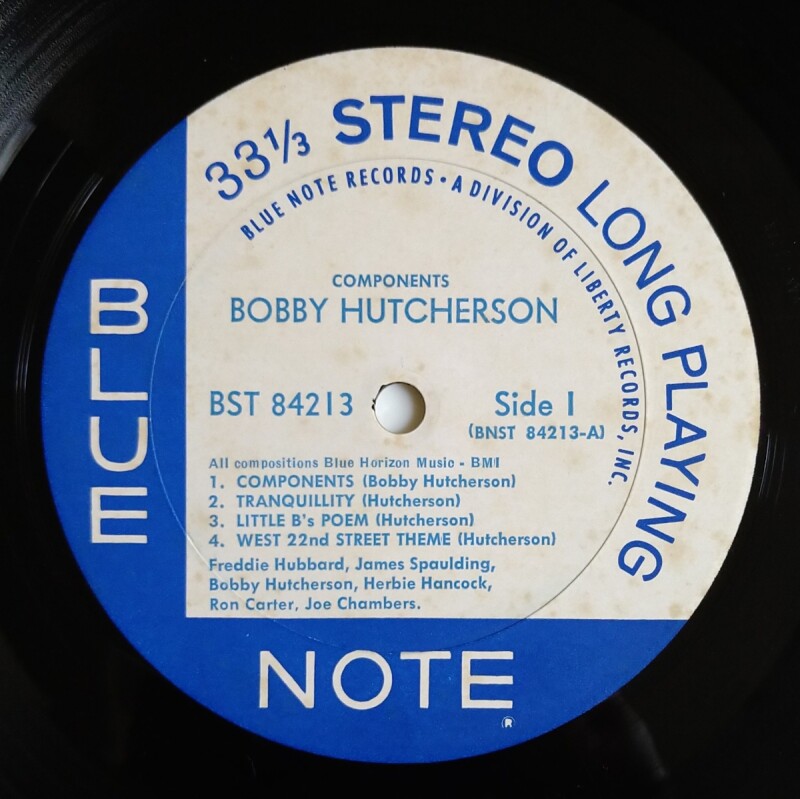 33⅓ STEREO LONG PLAYING
BLUE NOTE RECORDS • A DIVISION OF LIBERTY RECORDS, INC.
COMPONENTS
BOBBY HUTCHERSON
BST 84213
Side 1
(BNST 84213-A)
All compositions Blue Horizon Music - BMI
1. COMPONENTS (Bobby Hutcherson)
2. TRANQUILLITY (Hutcherson)
3. LITTLE B's POEM (Hutcherson)
4. WEST 22nd STREET THEME (Hutcherson)
Freddie Hubbard, James Spaulding,
Bobby Hutcherson, Herbie Hancock,
Ron Carter, Joe Chambers.
BLUE
NOTE
®